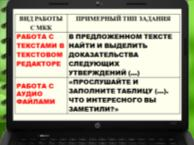 ВИД РАБОТЫ С МБК
ПРИМЕРНЫЙ ТИП ЗАДАНИЯ
РАБОТА С ТЕКСТАМИ В ТЕКСТОВОМ РЕДАКТОРЕ
В ПРЕДЛОЖЕННОМ ТЕКСТЕ
НАЙТИ И ВЫДЕЛИТЬ
ДОКАЗАТЕЛЬСТВА
СЛЕДУЮЩИХ
УТВЕРЖДЕНИЙ (...)
РАБОТА С АУДИО ФАЙЛАМИ
«ПРОСЛУШАЙТЕ И
ЗАПОЛНИТЕ ТАБЛИЦУ (...).
ЧТО ИНТЕРЕСНОГО ВЫ
ЗАМЕТИЛИ?»